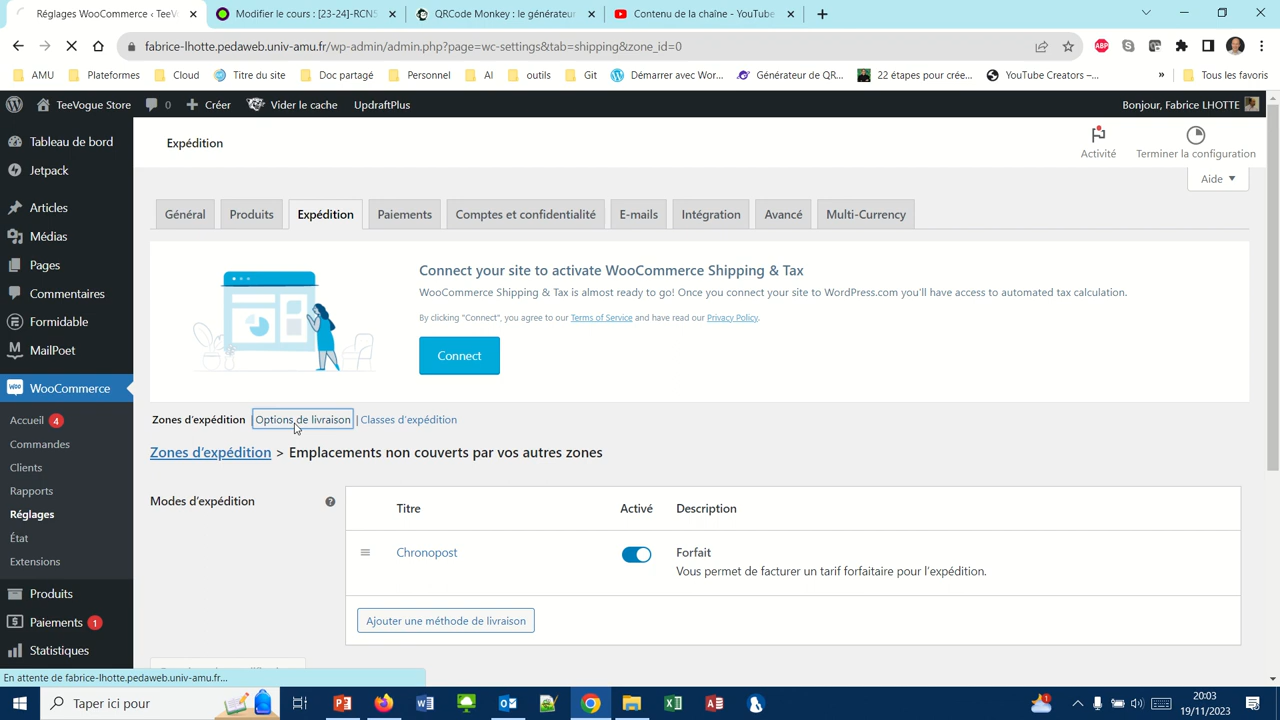 Réglages WooCommerce ‹ TeeV
Modifier le cours : [23-24]-RCNS
QRCode Monkey : le générateur
Contenu de la chaîne - YouTube
fabrice-lhotte.pedaweb.univ-amu.fr/wp-admin/admin.php?page=wc-settings&tab=shipping&zone_id=0
AMU
Plateformes
Cloud
Titre du site
Doc partagé
Personnel
AI
outils
Git
Démarrer avec Wor...
Générateur de QR...
22 étapes pour crée...
YouTube Creators –...
»
Tous les favoris
TeeVogue Store
0
Créer
Vider le cache
UpdraftPlus
Bonjour, Fabrice LHOTTE
Tableau de bord
Jetpack
Articles
Médias
Pages
Commentaires
Formidable
MailPoet
WooCommerce
Accueil 4
Commandes
Clients
Rapports
Réglages
État
Extensions
Produits
Paiements 1
Statistiques
Expédition
Activité
Terminer la configuration
Aide
Général
Produits
Expédition
Paiements
Comptes et confidentialité
E-mails
Intégration
Avancé
Multi-Currency
Connect your site to activate WooCommerce Shipping & Tax
WooCommerce Shipping & Tax is almost ready to go! Once you connect your site to WordPress.com you'll have access to automated tax calculation.
By clicking "Connect", you agree to our Terms of Service and have read our Privacy Policy.
Connect
Zones d'expédition | Options de livraison | Classes d'expédition
Zones d'expédition > Emplacements non couverts par vos autres zones
Modes d'expédition
Titre
Activé
Description
Chronopost
Forfait
Vous permet de facturer un tarif forfaitaire pour l'expédition.
Ajouter une méthode de livraison
En attente de fabrice-lhotte.pedaweb.univ-amu.fr...
Taper ici pour
20:03
19/11/2023